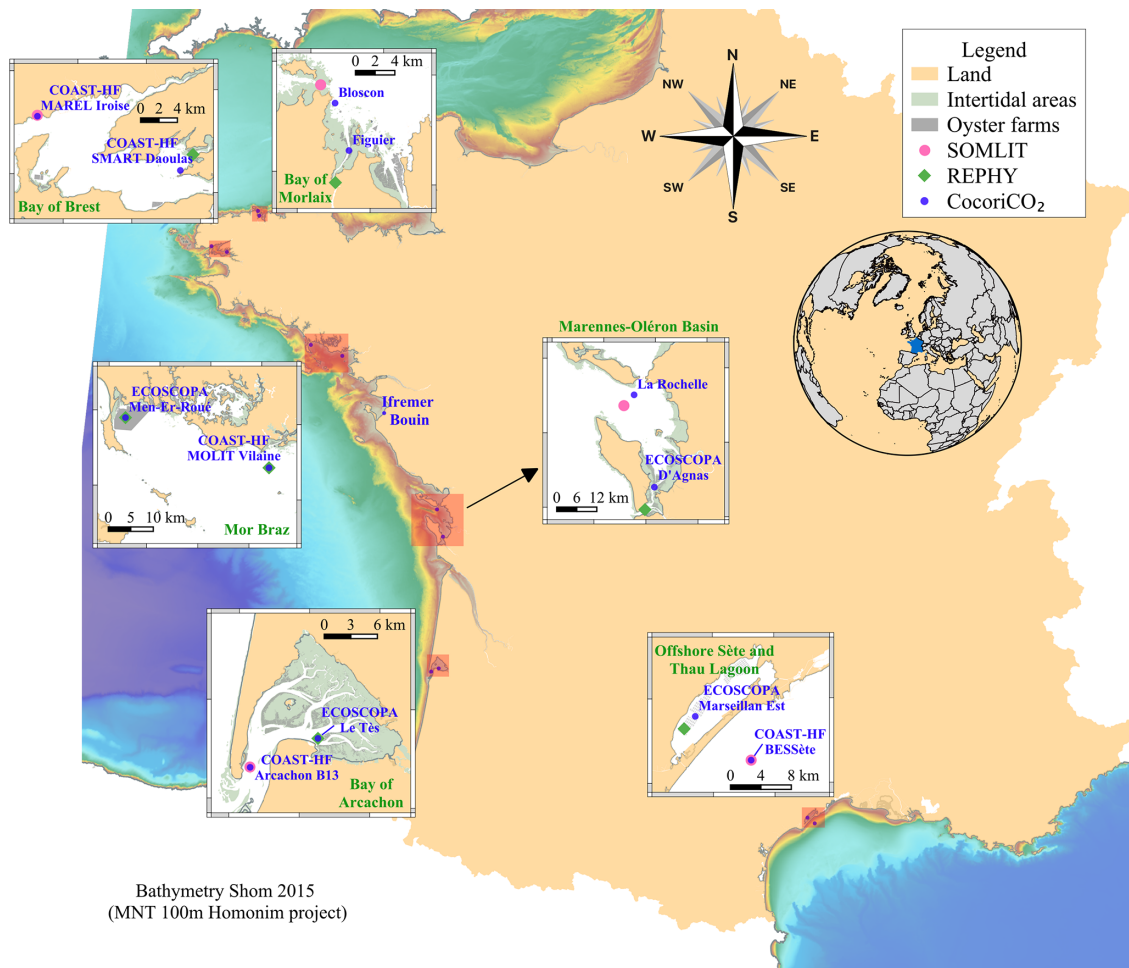 Legend
Land
Intertidal areas
Oyster farms
SOMLIT
REPHY
CocoriCO₂
N
NW
NE
W
E
SW
SE
S
COAST-HF
MAREL Iroise
0 2 4 km
COAST-HF
SMART Daoulas
Bay of Brest
0 2 4 km
Bloscon
Figuier
Bay of
Morlaix
ECOSCOPA
Men-Er-Roué
COAST-HF
MOLIT Vilaine
0 5 10 km
Mor Braz
Ifremer
Bouin
Marennes-Oléron Basin
La Rochelle
ECOSCOPA
D'Agnas
0 6 12 km
0 3 6 km
ECOSCOPA
Le Tès
COAST-HF
Arcachon B13
Bay of
Arcachon
Offshore Sète and
Thau Lagoon
ECOSCOPA
Marseillan Est
COAST-HF
BESSète
0 4 8 km
Bathymetry Shom 2015
(MNT 100m Homonim project)